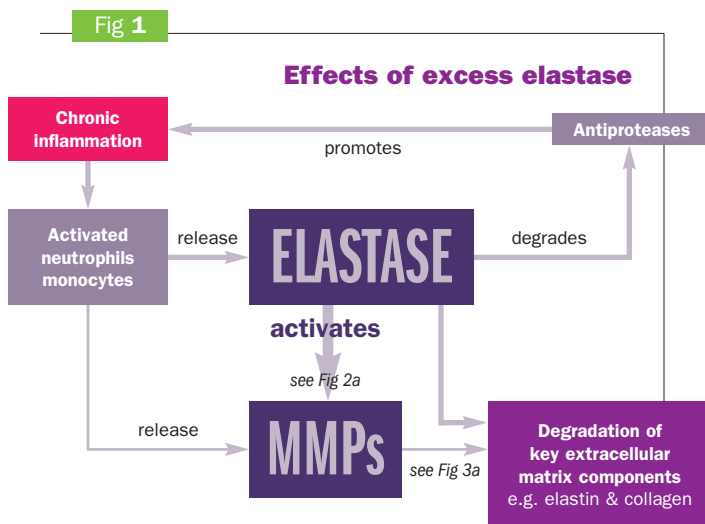 Fig 1
Effects of excess elastase
Chronic
inflammation
Antiproteases
promotes
Activated
neutrophils
monocytes
release
ELASTASE
degrades
activates
see Fig 2a
release
MMPs
see Fig 3a
Degradation of
key extracellular
matrix components
e.g. elastin & collagen